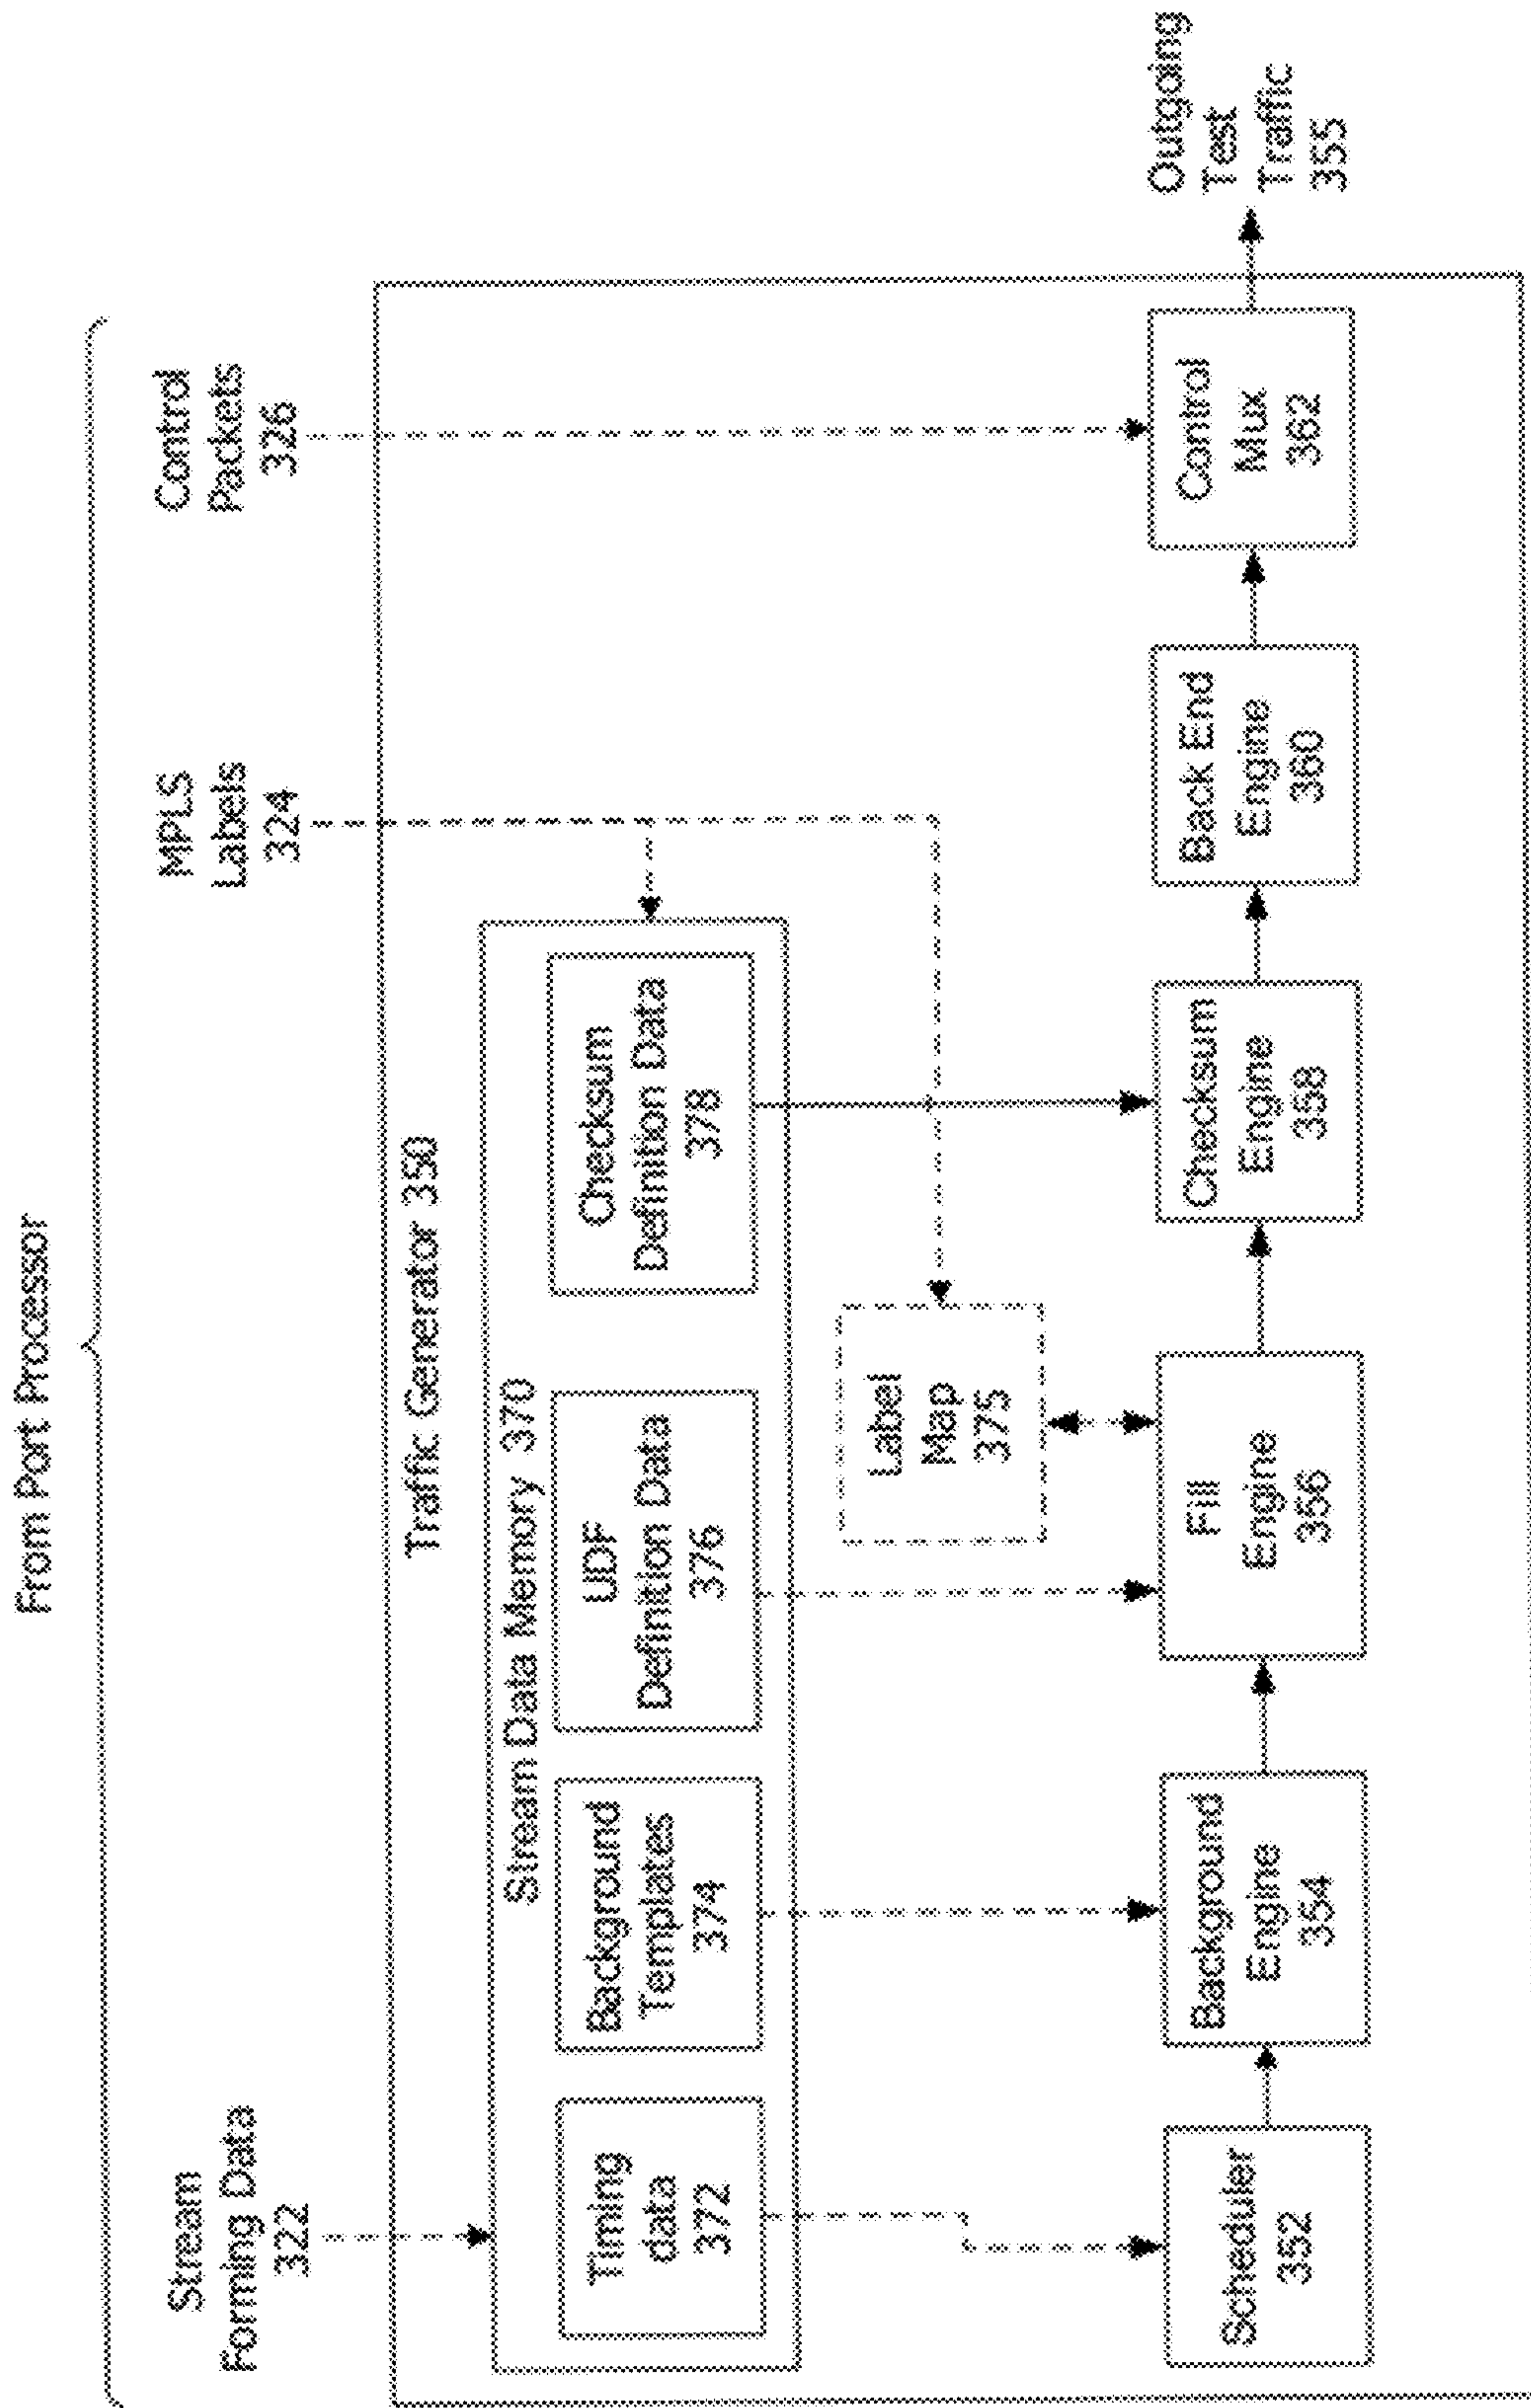 From Port Processor
Stream
Forming Data
322
MPLS
Labels
324
Control
Packets
326
Traffic Generator 350
Stream Data Memory 370
Timing
data
372
Background
Templates
374
UDF
Definition Data
376
Checksum
Definition Data
378
Label
Map
375
Scheduler
352
Background
Engine
354
Fill
Engine
356
Checksum
Engine
358
Back End
Engine
360
Control
Mux
362
Outgoing
Test
Traffic
355